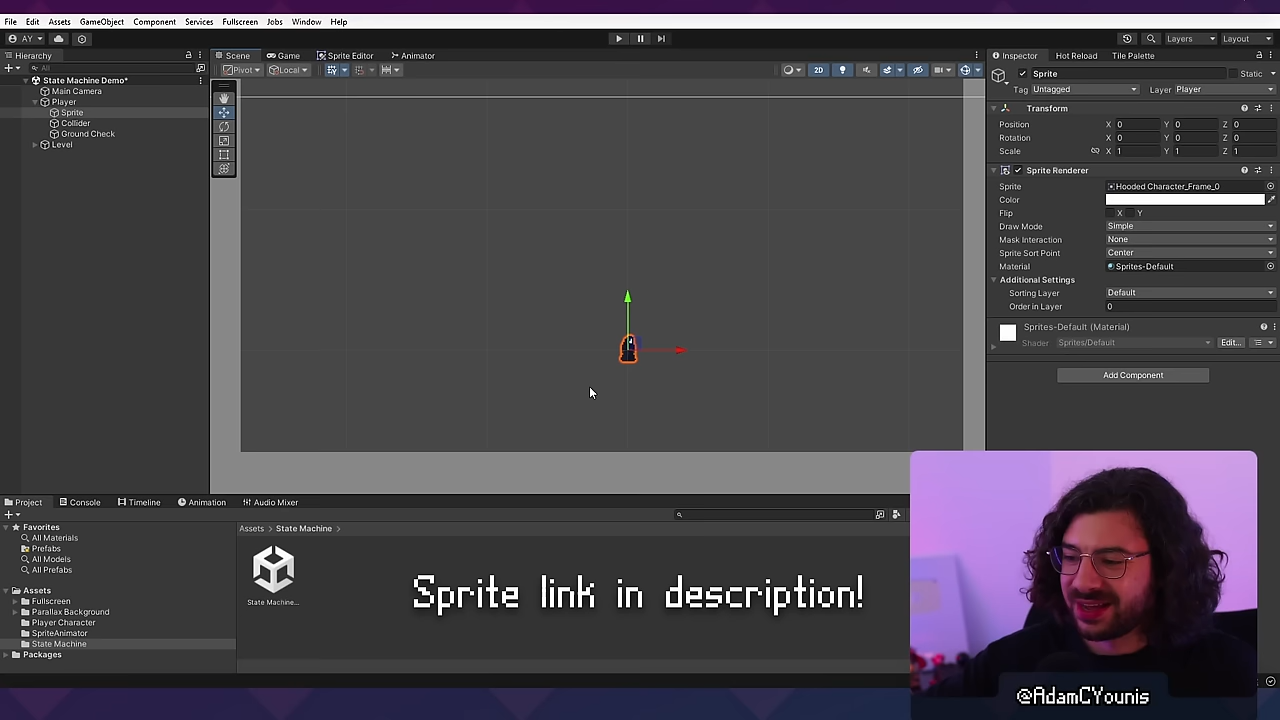 File Edit Assets GameObject Component Services Fullscreen Jobs Window Help
AY Layers Layout
Hierarchy Scene Game Sprite Editor Animator Inspector Hot Reload Tile Palette
All Pivot Local 2D
State Machine Demo*
Main Camera
Player
Sprite
Collider
Ground Check
Level
Sprite Static
Tag Untagged Layer Player
Transform
Position X 0 Y 0 Z 0
Rotation X 0 Y 0 Z 0
Scale X 1 Y 1 Z 1
Sprite Renderer
Sprite Hooded Character_Frame_0
Color
Flip X Y
Draw Mode Simple
Mask Interaction None
Sprite Sort Point Center
Material Sprites-Default
Additional Settings
Sorting Layer Default
Order in Layer 0
Sprites-Default (Material)
Shader Sprites/Default Edit...
Add Component
Project Console Timeline Animation Audio Mixer
Favorites
All Materials
Prefabs
All Models
All Prefabs
Assets
Fullscreen
Parallax Background
Player Character
SpriteAnimator
State Machine
Packages
Assets > State Machine >
State Machine...
Sprite link in description!
@AdamCYounis